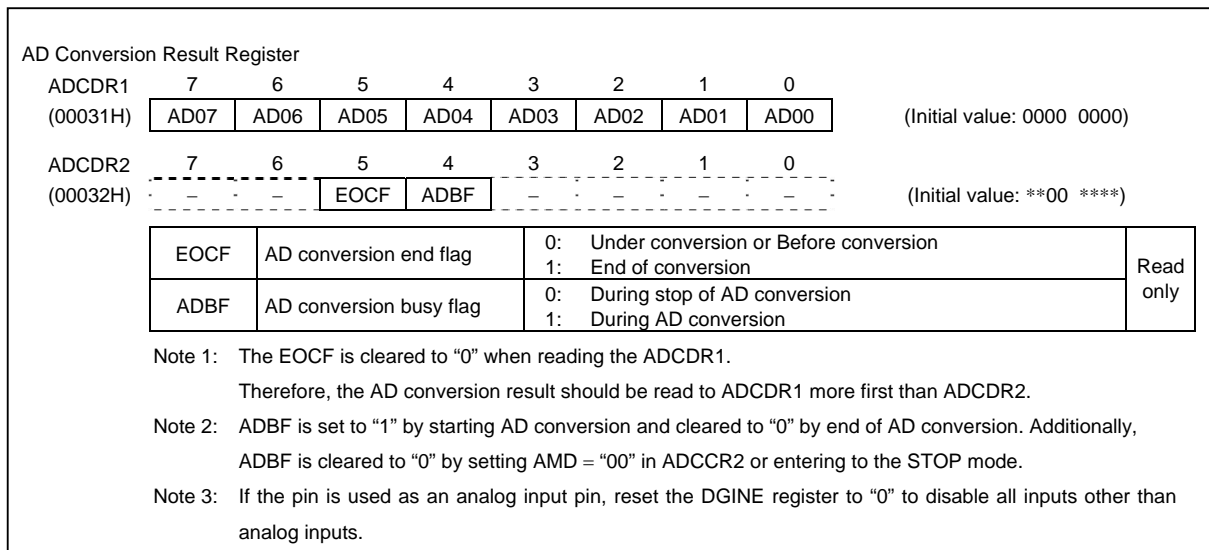 AD Conversion Result Register
ADCDR1 7 6 5 4 3 2 1 0
(00031H) AD07 AD06 AD05 AD04 AD03 AD02 AD01 AD00 (Initial value: 0000 0000)
ADCDR2 7 6 5 4 3 2 1 0
(00032H) – – EOCF ADBF – – – – (Initial value: **00 ****)
EOCF AD conversion end flag 0: Under conversion or Before conversion
1: End of conversion
Read only
ADBF AD conversion busy flag 0: During stop of AD conversion
1: During AD conversion
Note 1: The EOCF is cleared to “0” when reading the ADCDR1.
Therefore, the AD conversion result should be read to ADCDR1 more first than ADCDR2.
Note 2: ADBF is set to “1” by starting AD conversion and cleared to “0” by end of AD conversion. Additionally,
ADBF is cleared to “0” by setting AMD = “00” in ADCCR2 or entering to the STOP mode.
Note 3: If the pin is used as an analog input pin, reset the DGINE register to “0” to disable all inputs other than
analog inputs.